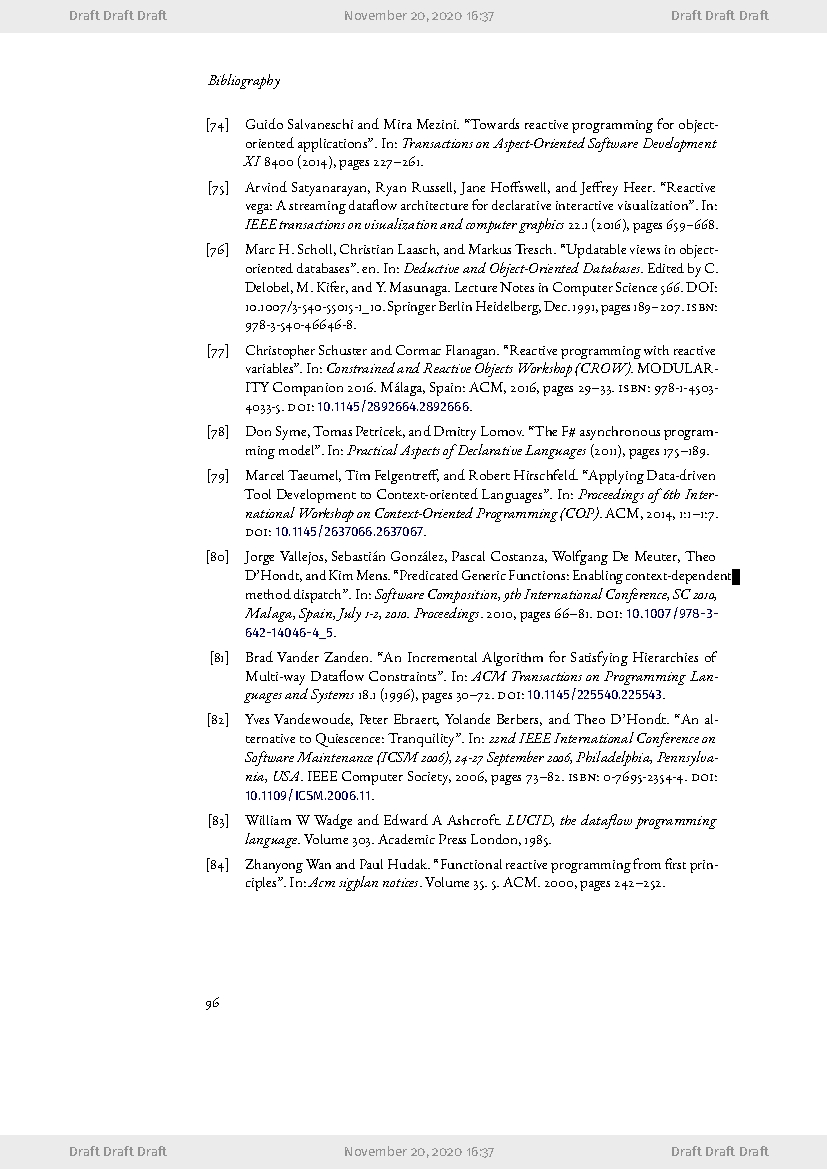 Draft Draft Draft November 20, 2020 16:37 Draft Draft Draft
Bibliography
[74] Guido Salvaneschi and Mira Mezini. “Towards reactive programming for object-
oriented applications”. In: Transactions on Aspect-Oriented Software Development
XI 8400 (2014), pages 227–261.
[75] Arvind Satyanarayan, Ryan Russell, Jane Hoffswell, and Jeffrey Heer. “Reactive
vega: A streaming dataflow architecture for declarative interactive visualization”. In:
IEEE transactions on visualization and computer graphics 22.1 (2016), pages 659–668.
[76] Marc H. Scholl, Christian Laasch, and Markus Tresch. “Updatable views in object-
oriented databases”. en. In: Deductive and Object-Oriented Databases. Edited by C.
Delobel, M. Kifer, and Y. Masunaga. Lecture Notes in Computer Science 566. DOI:
10.1007/3-540-55015-1_10. Springer Berlin Heidelberg, Dec. 1991, pages 189–207. ISBN:
978-3-540-46646-8.
[77] Christopher Schuster and Cormac Flanagan. “Reactive programming with reactive
variables”. In: Constrained and Reactive Objects Workshop (CROW). MODULAR-
ITY Companion 2016. Málaga, Spain: ACM, 2016, pages 29–33. ISBN: 978-1-4503-
4033-5. DOI: 10.1145/2892664.2892666.
[78] Don Syme, Tomas Petricek, and Dmitry Lomov. “The F# asynchronous program-
ming model”. In: Practical Aspects of Declarative Languages (2011), pages 175–189.
[79] Marcel Taeumel, Tim Felgentreff, and Robert Hirschfeld. “Applying Data-driven
Tool Development to Context-oriented Languages”. In: Proceedings of 6th Inter-
national Workshop on Context-Oriented Programming (COP). ACM, 2014, 1:1–1:7.
DOI: 10.1145/2637066.2637067.
[80] Jorge Vallejos, Sebastián González, Pascal Costanza, Wolfgang De Meuter, Theo
D’Hondt, and Kim Mens. “Predicated Generic Functions: Enabling context-dependent
method dispatch”. In: Software Composition, 9th International Conference, SC 2010,
Malaga, Spain, July 1-2, 2010. Proceedings. 2010, pages 66–81. DOI: 10.1007/978-3-
642-14046-4_5.
[81] Brad Vander Zanden. “An Incremental Algorithm for Satisfying Hierarchies of
Multi-way Dataflow Constraints”. In: ACM Transactions on Programming Lan-
guages and Systems 18.1 (1996), pages 30–72. DOI: 10.1145/225540.225543.
[82] Yves Vandewoude, Peter Ebraert, Yolande Berbers, and Theo D’Hondt. “An al-
ternative to Quiescence: Tranquility”. In: 22nd IEEE International Conference on
Software Maintenance (ICSM 2006), 24-27 September 2006, Philadelphia, Pennsylva-
nia, USA. IEEE Computer Society, 2006, pages 73–82. ISBN: 0-7695-2354-4. DOI:
10.1109/ICSM.2006.11.
[83] William W Wadge and Edward A Ashcroft. LUCID, the dataflow programming
language. Volume 303. Academic Press London, 1985.
[84] Zhanyong Wan and Paul Hudak. “Functional reactive programming from first prin-
ciples”. In: Acm sigplan notices. Volume 35. 5. ACM. 2000, pages 242–252.
96
Draft Draft Draft November 20, 2020 16:37 Draft Draft Draft